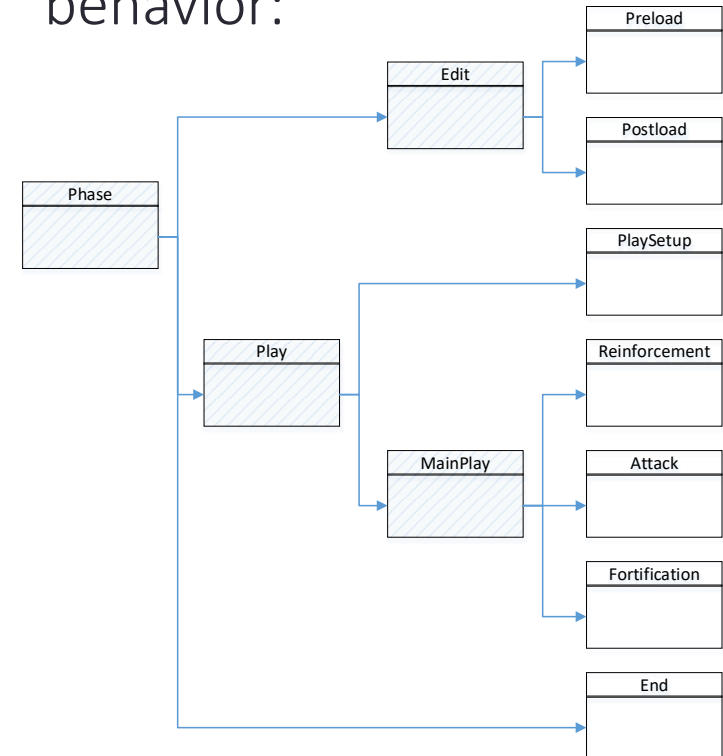 behavior:
Preload
Edit
Postload
Phase
PlaySetup
Play
Reinforcement
MainPlay
Attack
Fortification
End